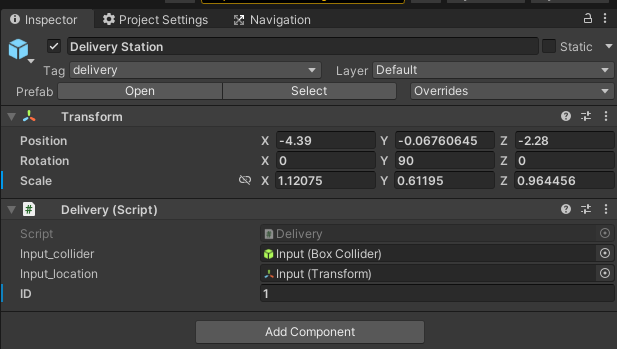 Inspector Project Settings Navigation
Delivery Station Static
Tag delivery Layer Default
Prefab Open Select Overrides
Transform
Position X -4.39 Y -0.06760645 Z -2.28
Rotation X 0 Y 90 Z 0
Scale X 1.12075 Y 0.61195 Z 0.964456
# Delivery (Script)
Script # Delivery
Input_collider Input (Box Collider)
Input_location Input (Transform)
ID 1
Add Component